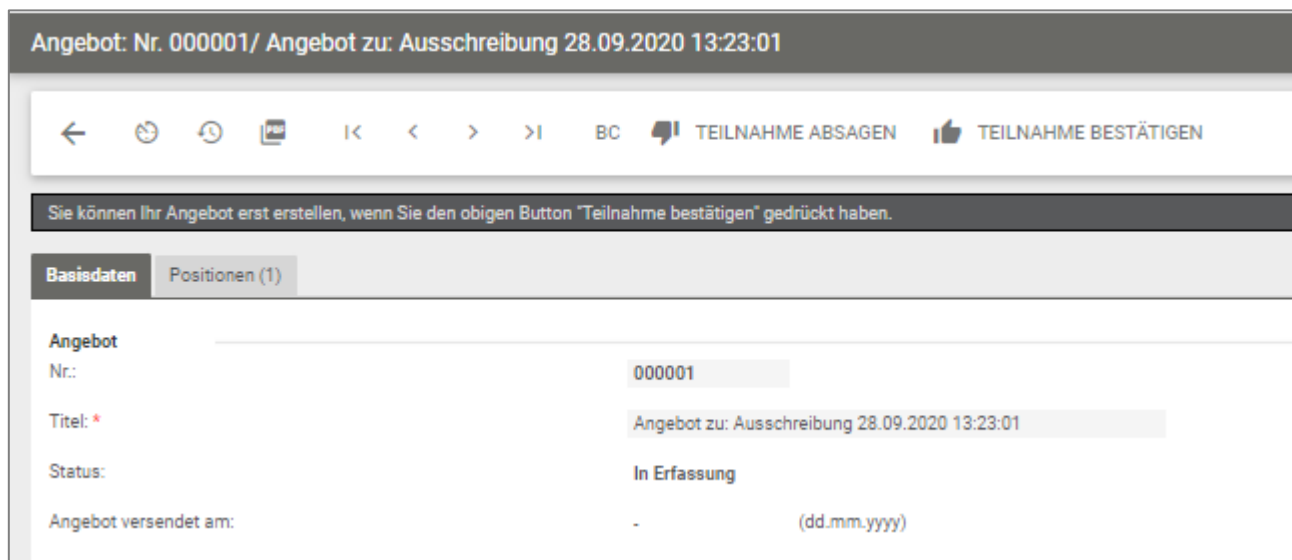 Angebot: Nr. 000001/ Angebot zu: Ausschreibung 28.09.2020 13:23:01
PDF BC TEILNAHME ABSAGEN TEILNAHME BESTÄTIGEN
Sie können Ihr Angebot erst erstellen, wenn Sie den obigen Button "Teilnahme bestätigen" gedrückt haben.
Basisdaten Positionen (1)
Angebot
Nr.: 000001
Titel: * Angebot zu: Ausschreibung 28.09.2020 13:23:01
Status: In Erfassung
Angebot versendet am: - (dd.mm.yyyy)